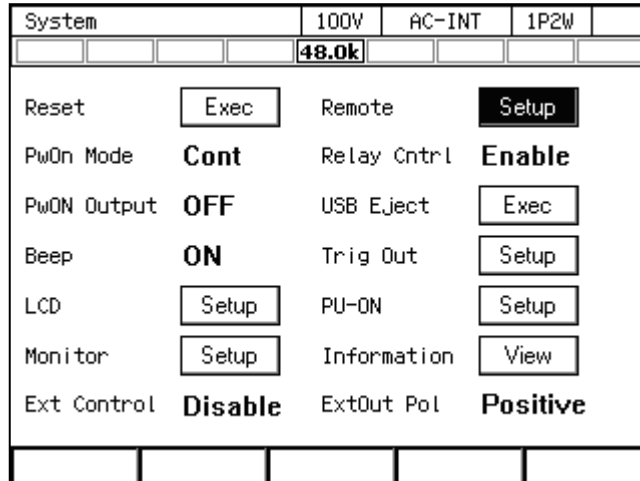 System 100V AC-INT 1P2W
48.0k
Reset Exec Remote Setup
PwOn Mode Cont Relay Cntrl Enable
PwON Output OFF USB Eject Exec
Beep ON Trig Out Setup
LCD Setup PU-ON Setup
Monitor Setup Information View
Ext Control Disable ExtOut Pol Positive